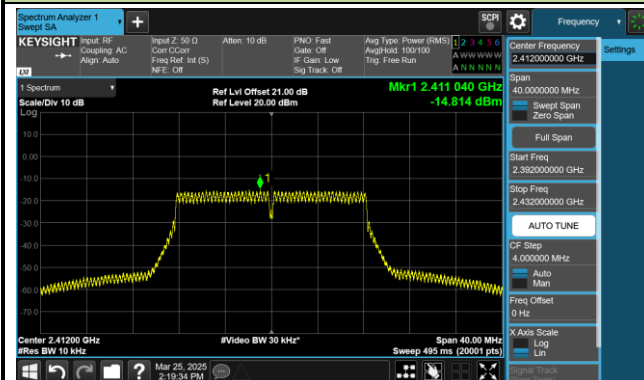 Spectrum Analyzer 1
Swept SA
SCPI
Frequency
KEYSIGHT
Input: RF
Coupling: AC
Align: Auto
Input Z: 50 Ω
Corr CCorr
Freq Ref: Int (S)
NFE: Off
Atten: 10 dB
PNO: Fast
Gate: Off
IF Gain: Low
Sig Track: Off
Avg Type: Power (RMS)
Avg|Hold: 100/100
Trig: Free Run
1 2 3 4 5 6
A W W W W W
A N N N N N
LXI
1 Spectrum
Scale/Div 10 dB
Log
Ref Lvl Offset 21.00 dB
Ref Level 20.00 dBm
Mkr1 2.411 040 GHz
-14.814 dBm
1
10.0
0.00
-10.0
-20.0
-30.0
-40.0
-50.0
-60.0
-70.0
Center 2.41200 GHz
#Res BW 10 kHz
#Video BW 30 kHz*
Span 40.00 MHz
Sweep 495 ms (20001 pts)
Mar 25, 2025
2:19:34 PM
Center Frequency
2.412000000 GHz
Settings
Span
40.0000000 MHz
Swept Span
Zero Span
Full Span
Start Freq
2.392000000 GHz
Stop Freq
2.432000000 GHz
AUTO TUNE
CF Step
4.000000 MHz
Auto
Man
Freq Offset
0 Hz
X Axis Scale
Log
Lin
Signal Track